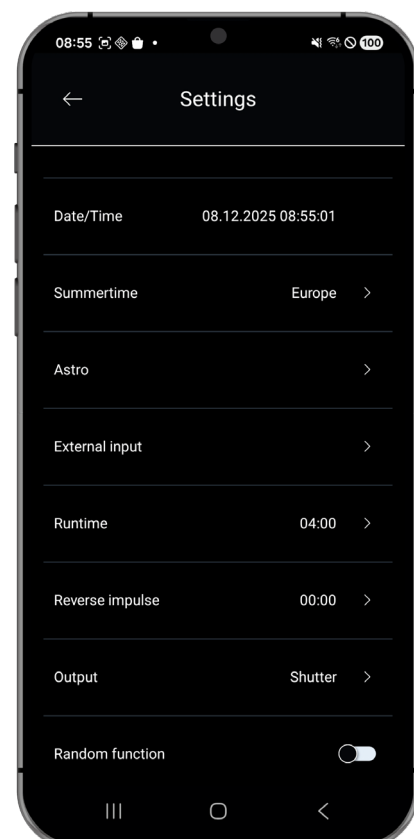 08:55 100
Settings
Date/Time 08.12.2025 08:55:01
Summertime Europe
Astro
External input
Runtime 04:00
Reverse impulse 00:00
Output Shutter
Random function